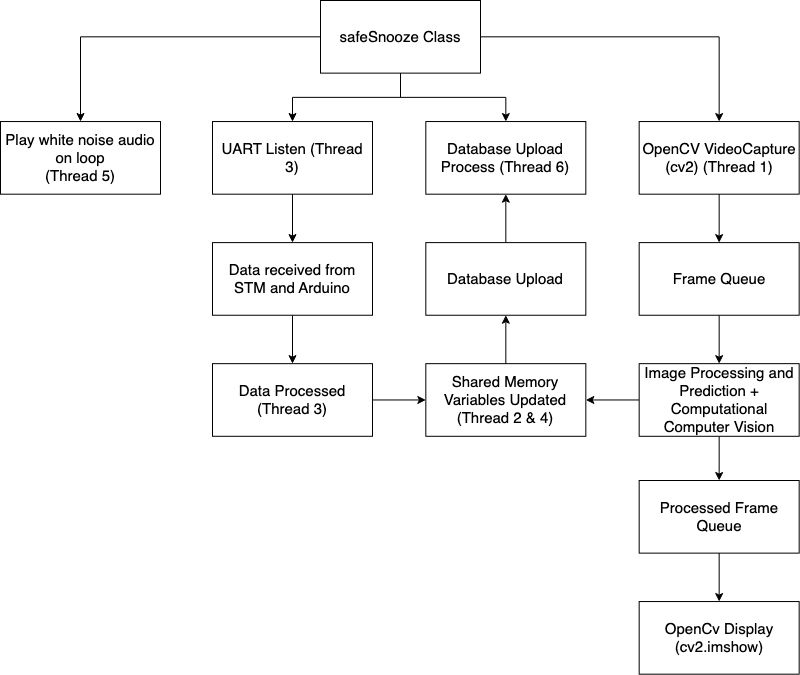 safeSnooze Class
Play white noise audio
on loop
(Thread 5)
UART Listen (Thread
3)
Database Upload
Process (Thread 6)
OpenCV VideoCapture
(cv2) (Thread 1)
Data received from
STM and Arduino
Database Upload
Frame Queue
Data Processed
(Thread 3)
Shared Memory
Variables Updated
(Thread 2 & 4)
Image Processing and
Prediction +
Computational
Computer Vision
Processed Frame
Queue
OpenCv Display
(cv2.imshow)